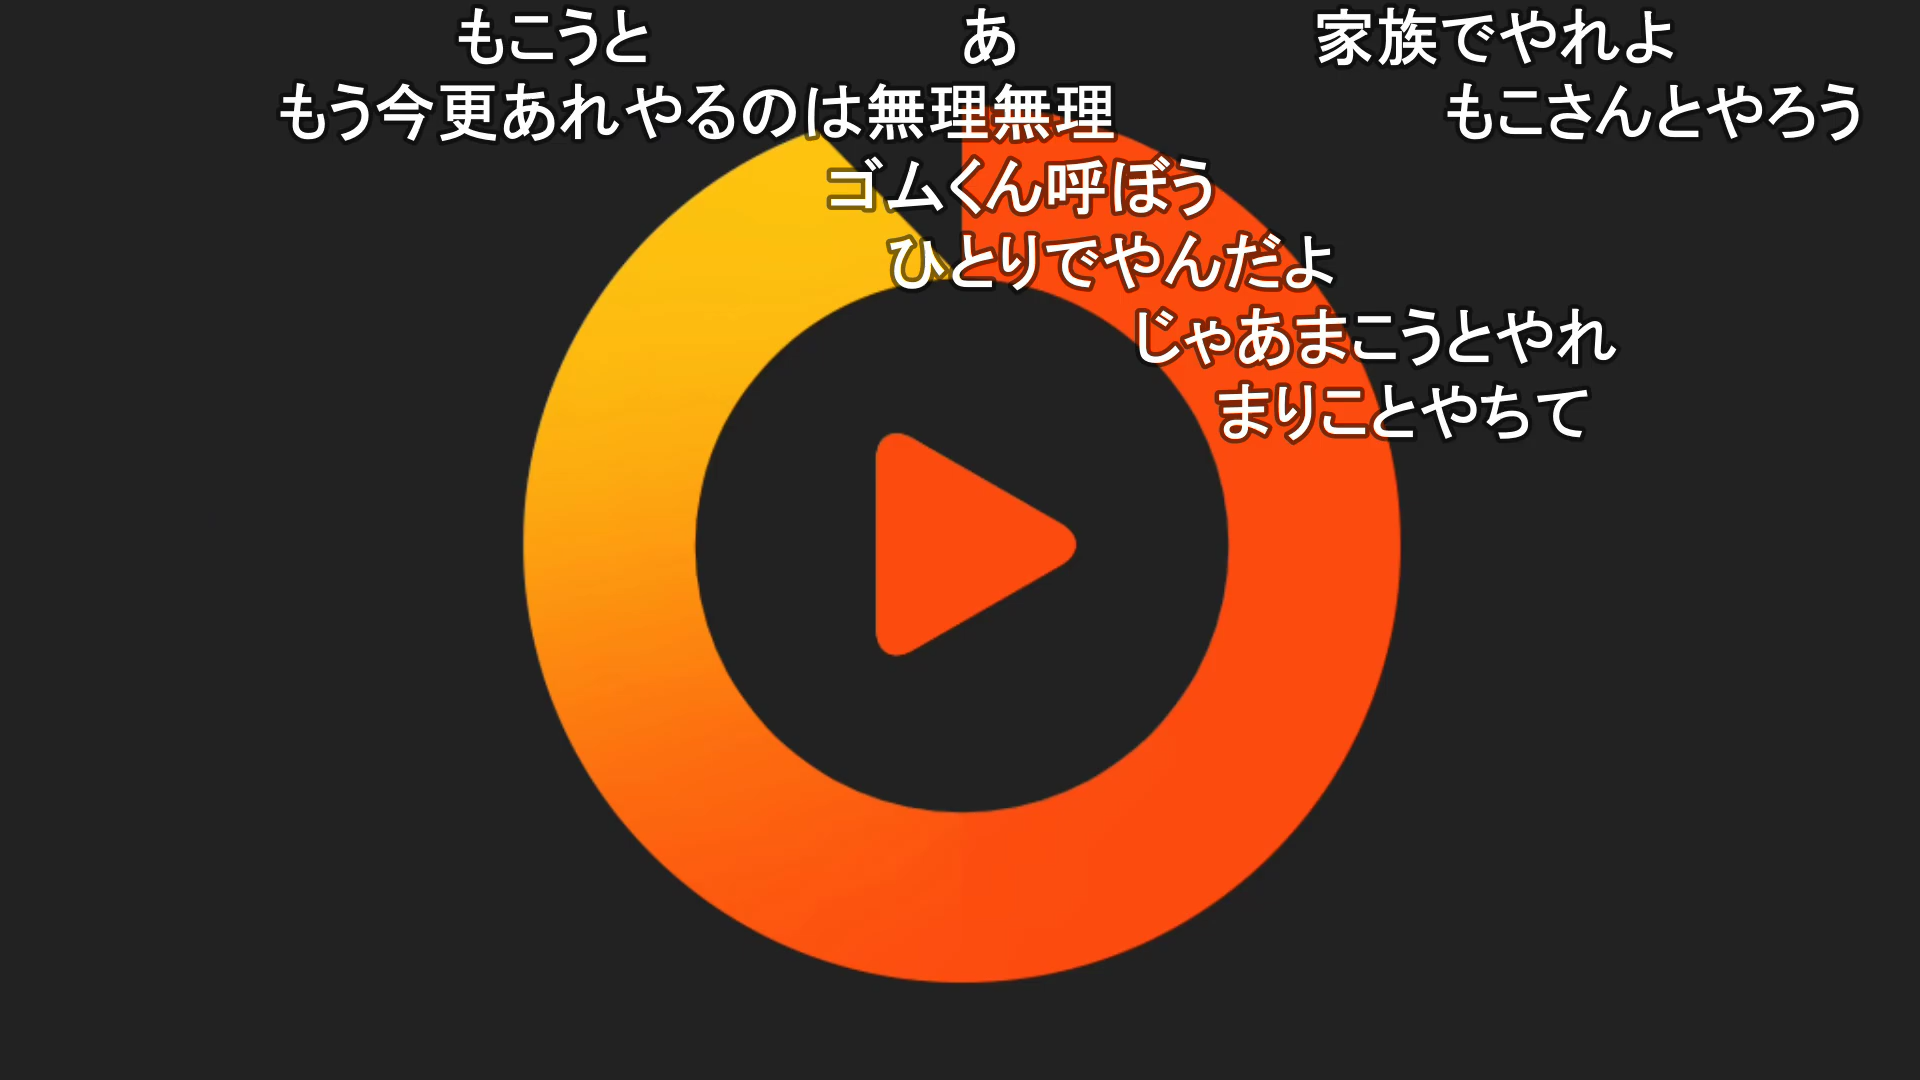 もこうと
あ
家族でやれよ
もう今更あれやるのは無理無理
もこさんとやろう
ゴムくん呼ぼう
ひとりでやんだよ
じゃあまこうとやれ
まりことやちて